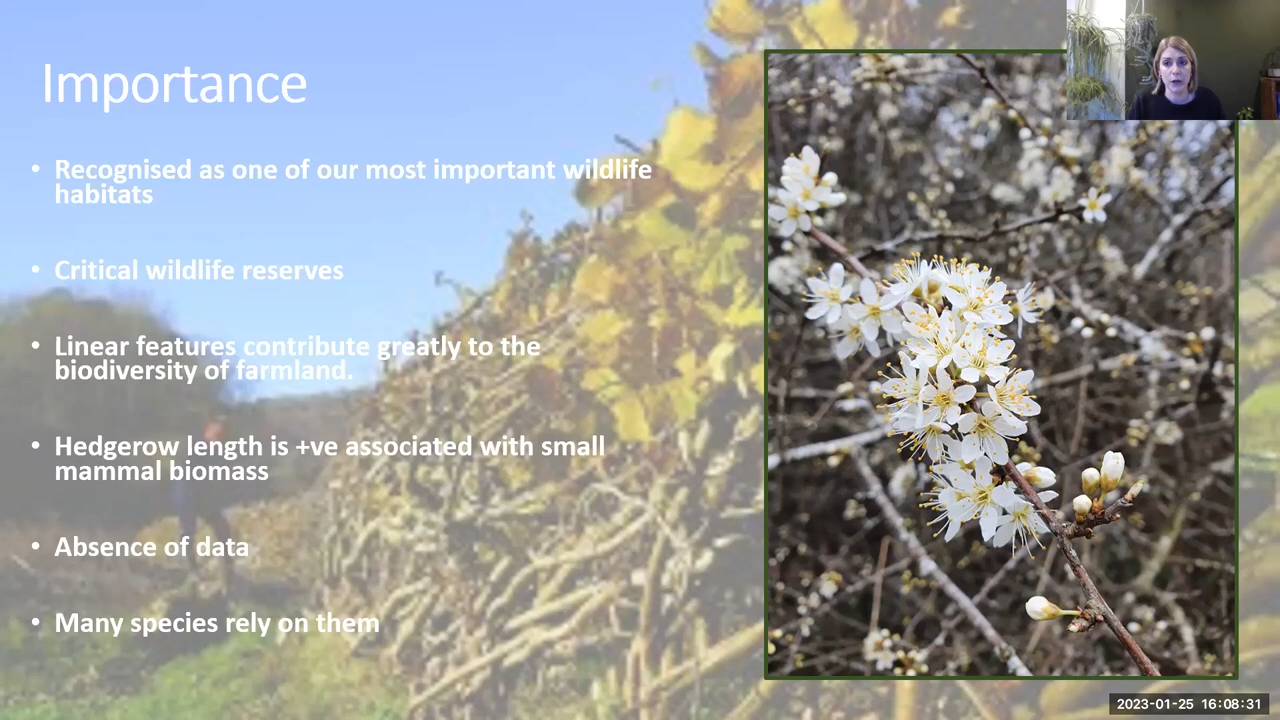 Importance
• Recognised as one of our most important wildlife
habitats
• Critical wildlife reserves
• Linear features contribute greatly to the
biodiversity of farmland.
• Hedgerow length is +ve associated with small
mammal biomass
• Absence of data
• Many species rely on them
2023-01-25 16:08:31